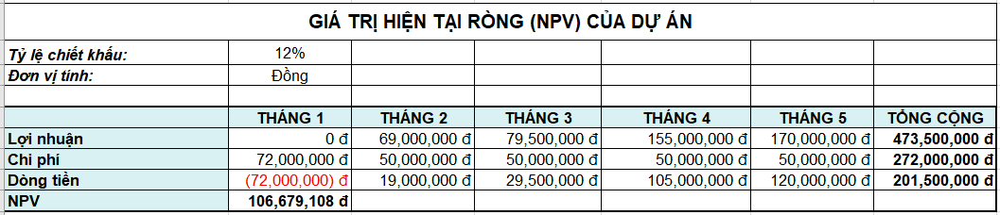 GIÁ TRỊ HIỆN TẠI RÒNG (NPV) CỦA DỰ ÁN
Tỷ lệ chiết khấu: 12%
Đơn vị tính: Đồng
THÁNG 1 THÁNG 2 THÁNG 3 THÁNG 4 THÁNG 5 TỔNG CỘNG
Lợi nhuận 0 đ 69,000,000 đ 79,500,000 đ 155,000,000 đ 170,000,000 đ 473,500,000 đ
Chi phí 72,000,000 đ 50,000,000 đ 50,000,000 đ 50,000,000 đ 50,000,000 đ 272,000,000 đ
Dòng tiền (72,000,000) đ 19,000,000 đ 29,500,000 đ 105,000,000 đ 120,000,000 đ 201,500,000 đ
NPV 106,679,108 đ